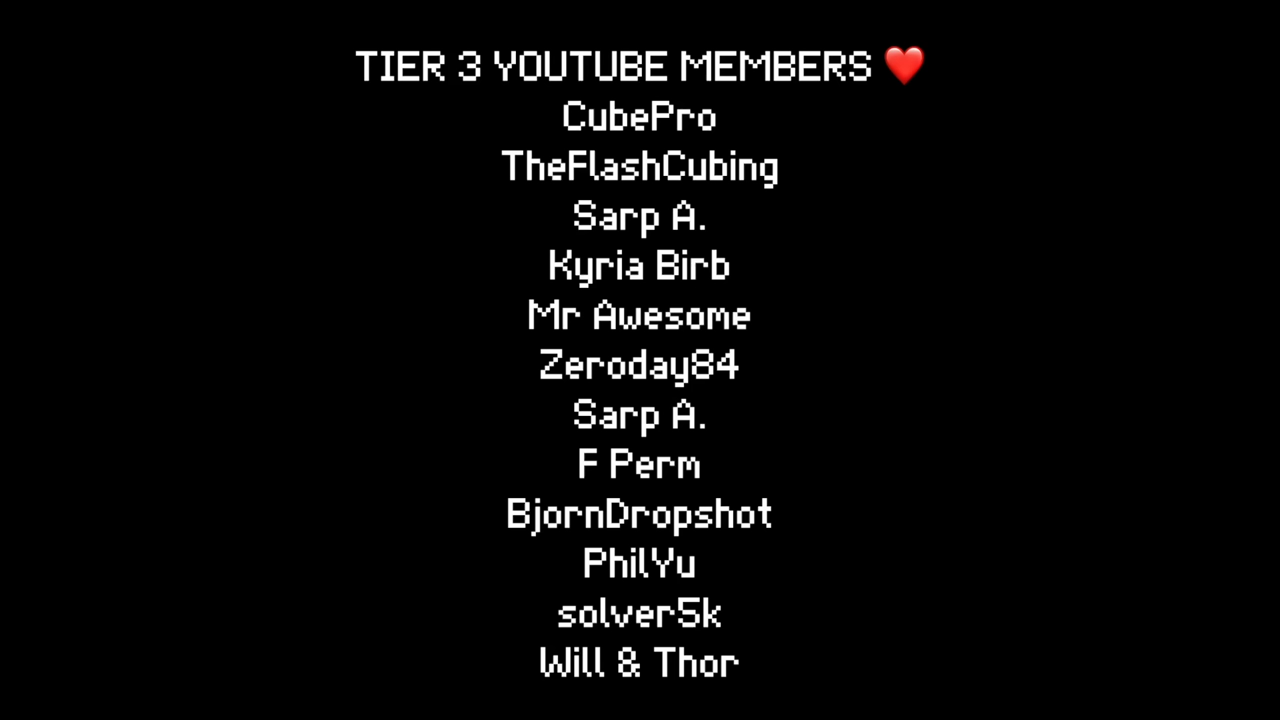 TIER 3 YOUTUBE MEMBERS ❤️
CubePro
TheFlashCubing
Sarp A.
Kyria Birb
Mr Awesome
Zeroday84
Sarp A.
F Perm
BjornDropshot
PhilYu
solver5k
Will & Thor